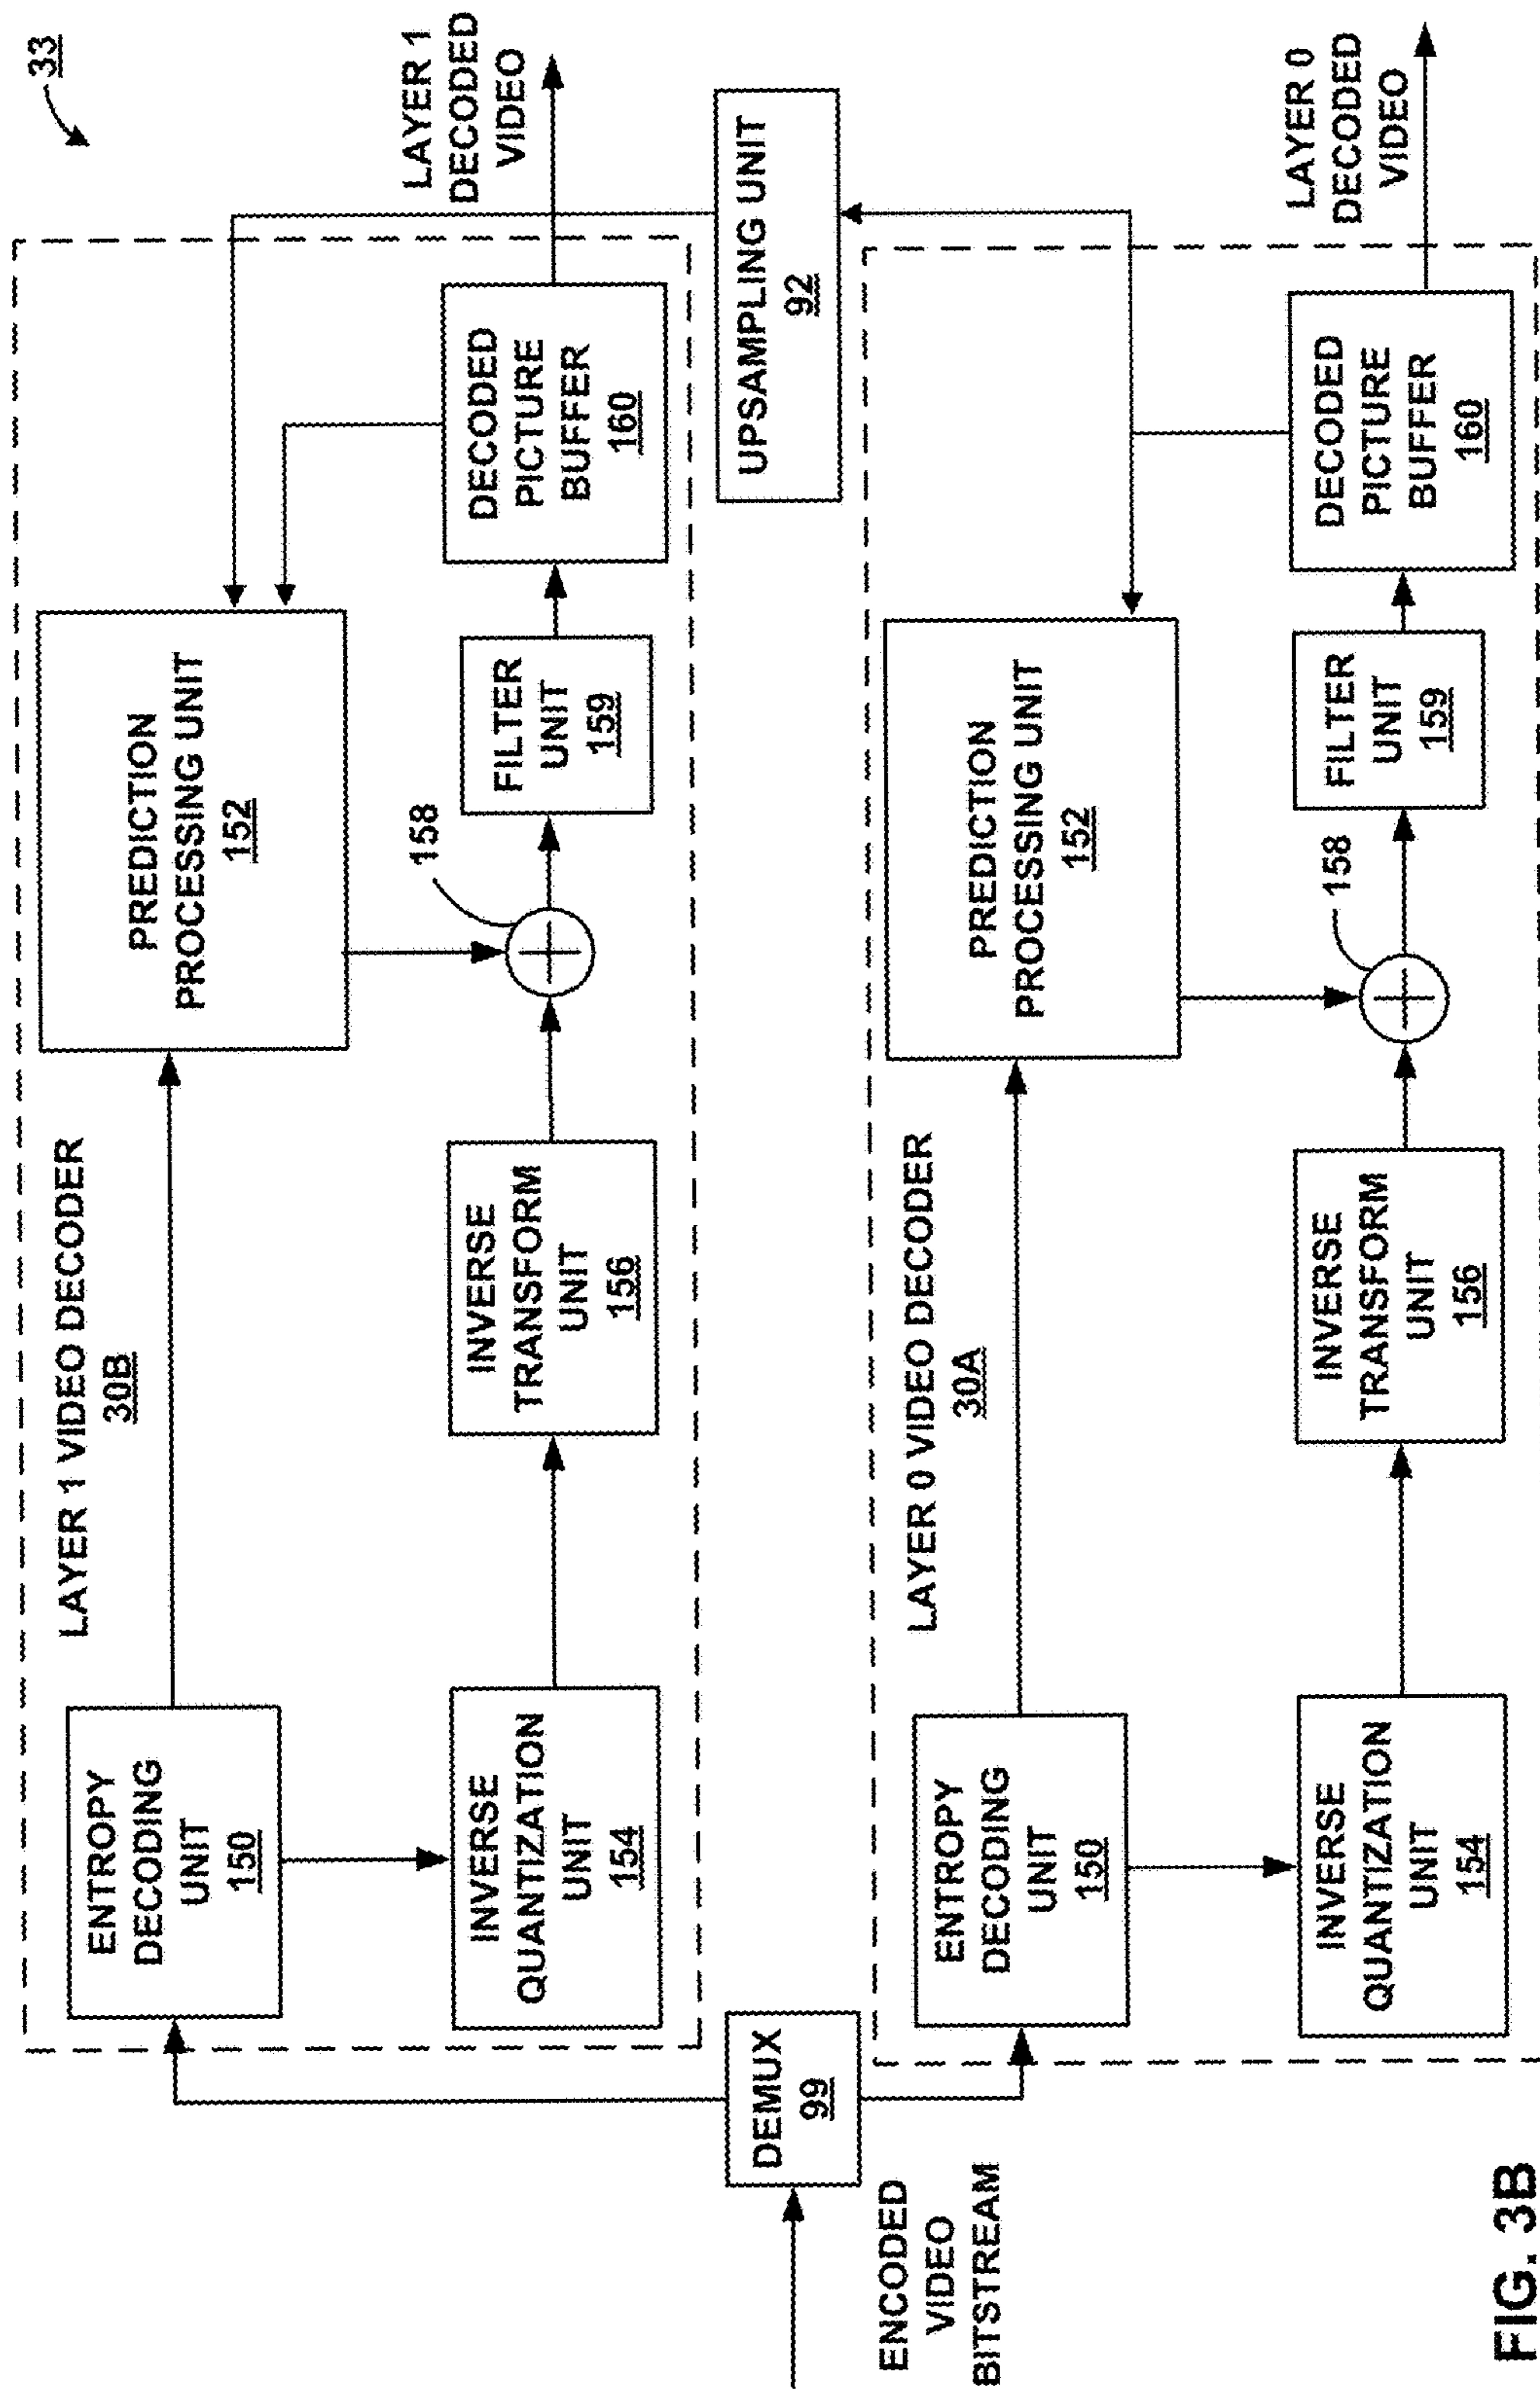 33
LAYER 1 VIDEO DECODER
30B
ENTROPY
DECODING
UNIT
150
PREDICTION
PROCESSING UNIT
152
INVERSE
QUANTIZATION
UNIT
154
INVERSE
TRANSFORM
UNIT
156
158
FILTER
UNIT
159
DECODED
PICTURE
BUFFER
160
LAYER 1
DECODED
VIDEO
DEMUX
99
ENCODED
VIDEO
BITSTREAM
UPSAMPLING UNIT
92
LAYER 0 VIDEO DECODER
30A
ENTROPY
DECODING
UNIT
150
PREDICTION
PROCESSING UNIT
152
INVERSE
QUANTIZATION
UNIT
154
INVERSE
TRANSFORM
UNIT
156
158
FILTER
UNIT
159
DECODED
PICTURE
BUFFER
160
LAYER 0
DECODED
VIDEO
FIG. 3B